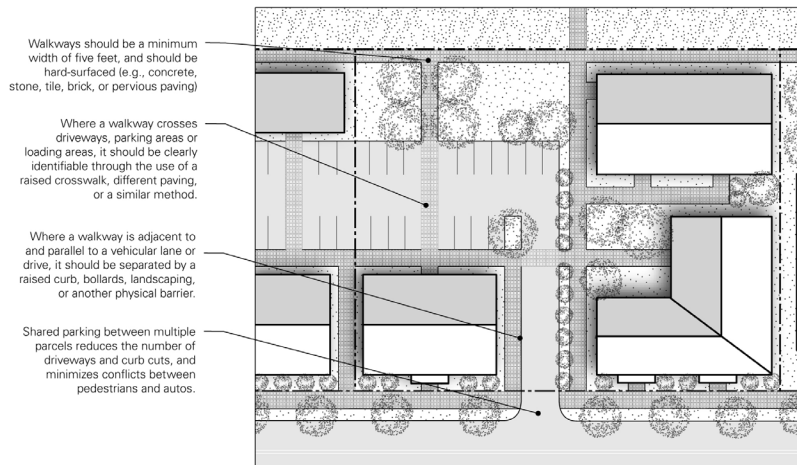 Walkways should be a minimum
width of five feet, and should be
hard-surfaced (e.g., concrete,
stone, tile, brick, or pervious paving)
Where a walkway crosses
driveways, parking areas or
loading areas, it should be clearly
identifiable through the use of a
raised crosswalk, different paving,
or a similar method.
Where a walkway is adjacent to
and parallel to a vehicular lane or
drive, it should be separated by a
raised curb, bollards, landscaping,
or another physical barrier.
Shared parking between multiple
parcels reduces the number of
driveways and curb cuts, and
minimizes conflicts between
pedestrians and autos.